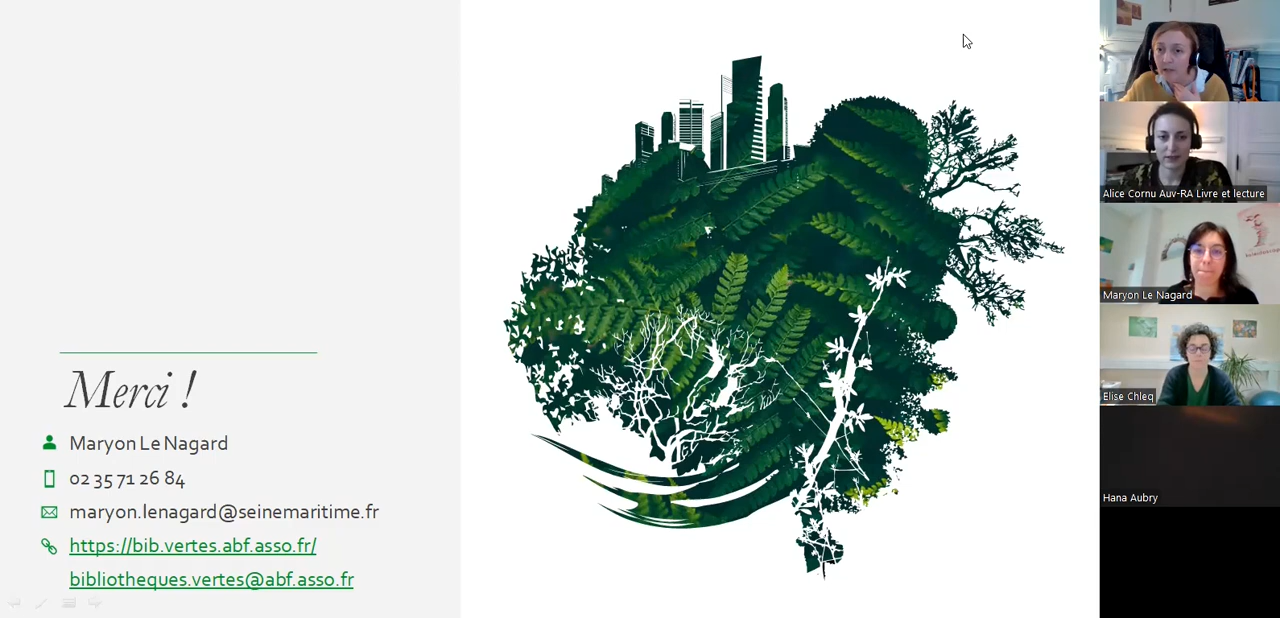 Merci !
Maryon Le Nagard
02 35 71 26 84
maryon.lenagard@seinemaritime.fr
https://bib.vertes.abf.asso.fr/
bibliotheques.vertes@abf.asso.fr
Alice Cornu Auv-RA Livre et lecture
Maryon Le Nagard
Elise Chleq
Hana Aubry